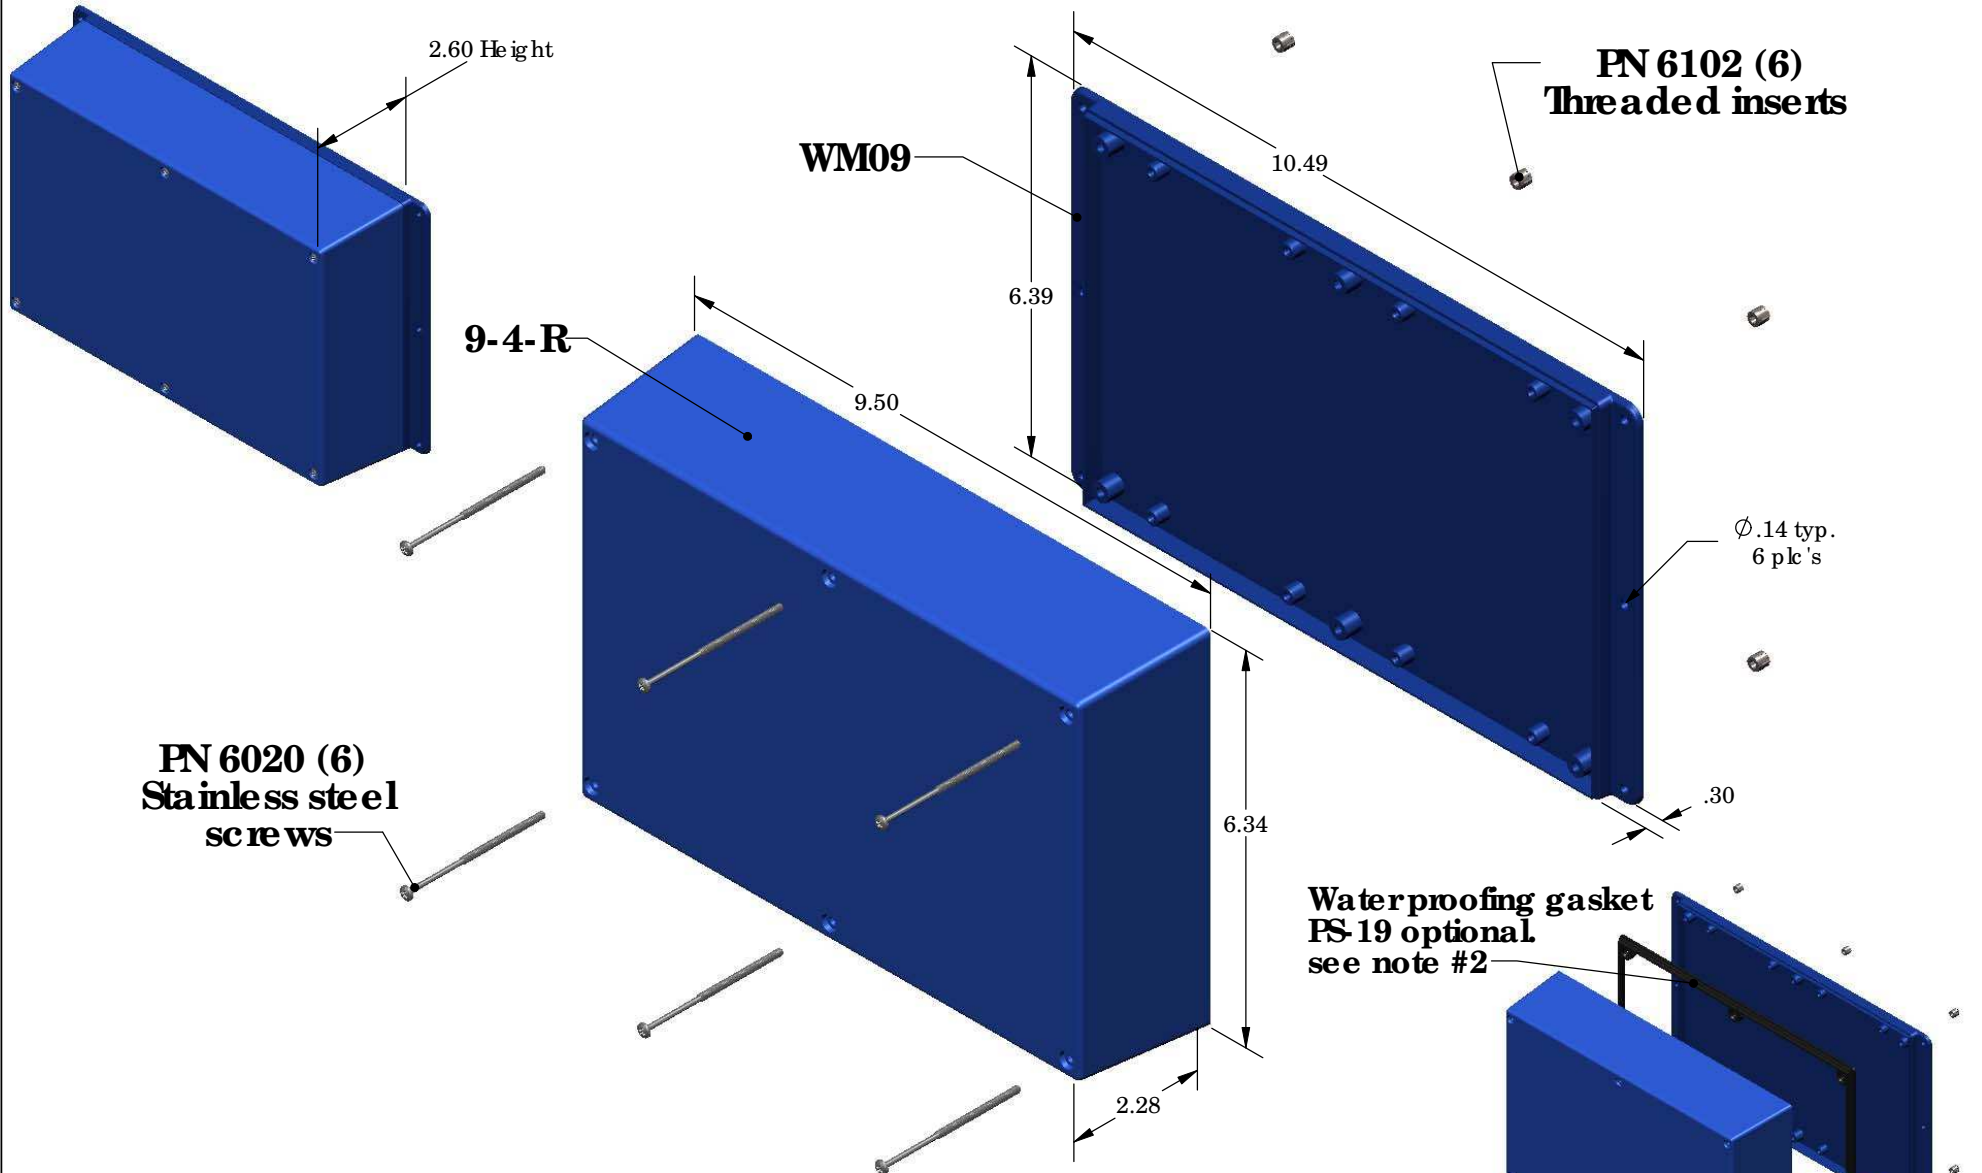 2.60 Height
PN 6102 (6)
Threaded inserts
WM09
10.49
6.39
9-4-R
9.50
Ø.14 typ.
6 plc's
PN 6020 (6)
Stainless steel
screws
.30
6.34
Waterproofing gasket
PS-19 optional.
see note #2
2.28